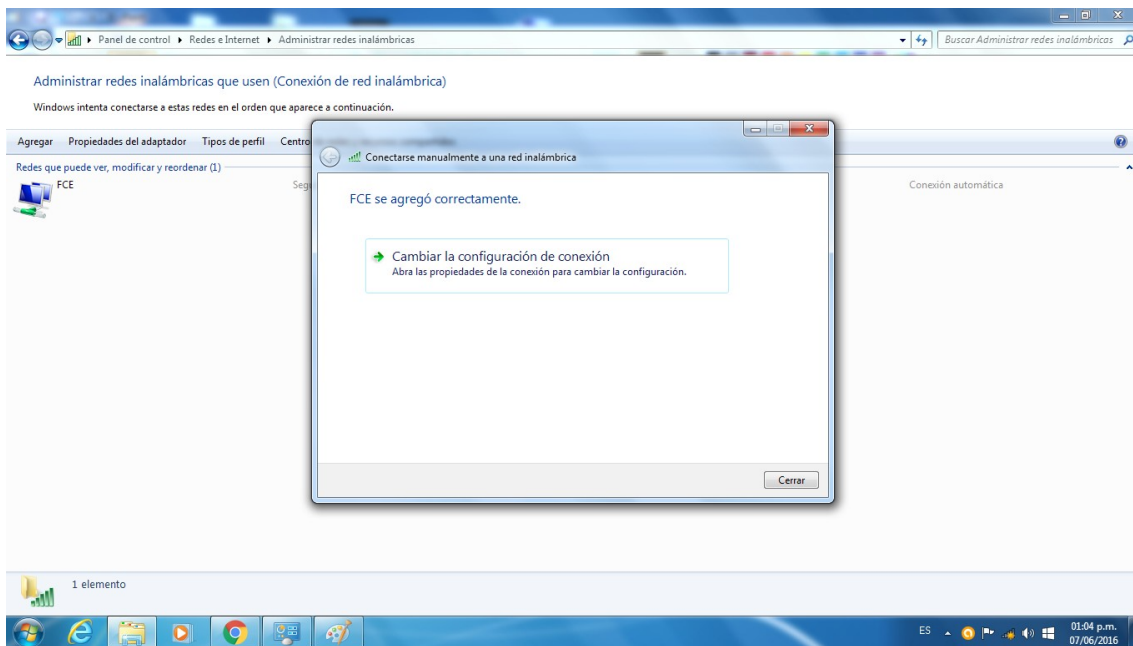 Panel de control ▸ Redes e Internet ▸ Administrar redes inalámbricas
Buscar Administrar redes inalámbricas
Administrar redes inalámbricas que usen (Conexión de red inalámbrica)
Windows intenta conectarse a estas redes en el orden que aparece a continuación.
Agregar Propiedades del adaptador Tipos de perfil Centro
Redes que puede ver, modificar y reordenar (1)
FCE Seg Conexión automática
Conectarse manualmente a una red inalámbrica
FCE se agregó correctamente.
Cambiar la configuración de conexión
Abra las propiedades de la conexión para cambiar la configuración.
Cerrar
1 elemento
ES
01:04 p.m.
07/06/2016